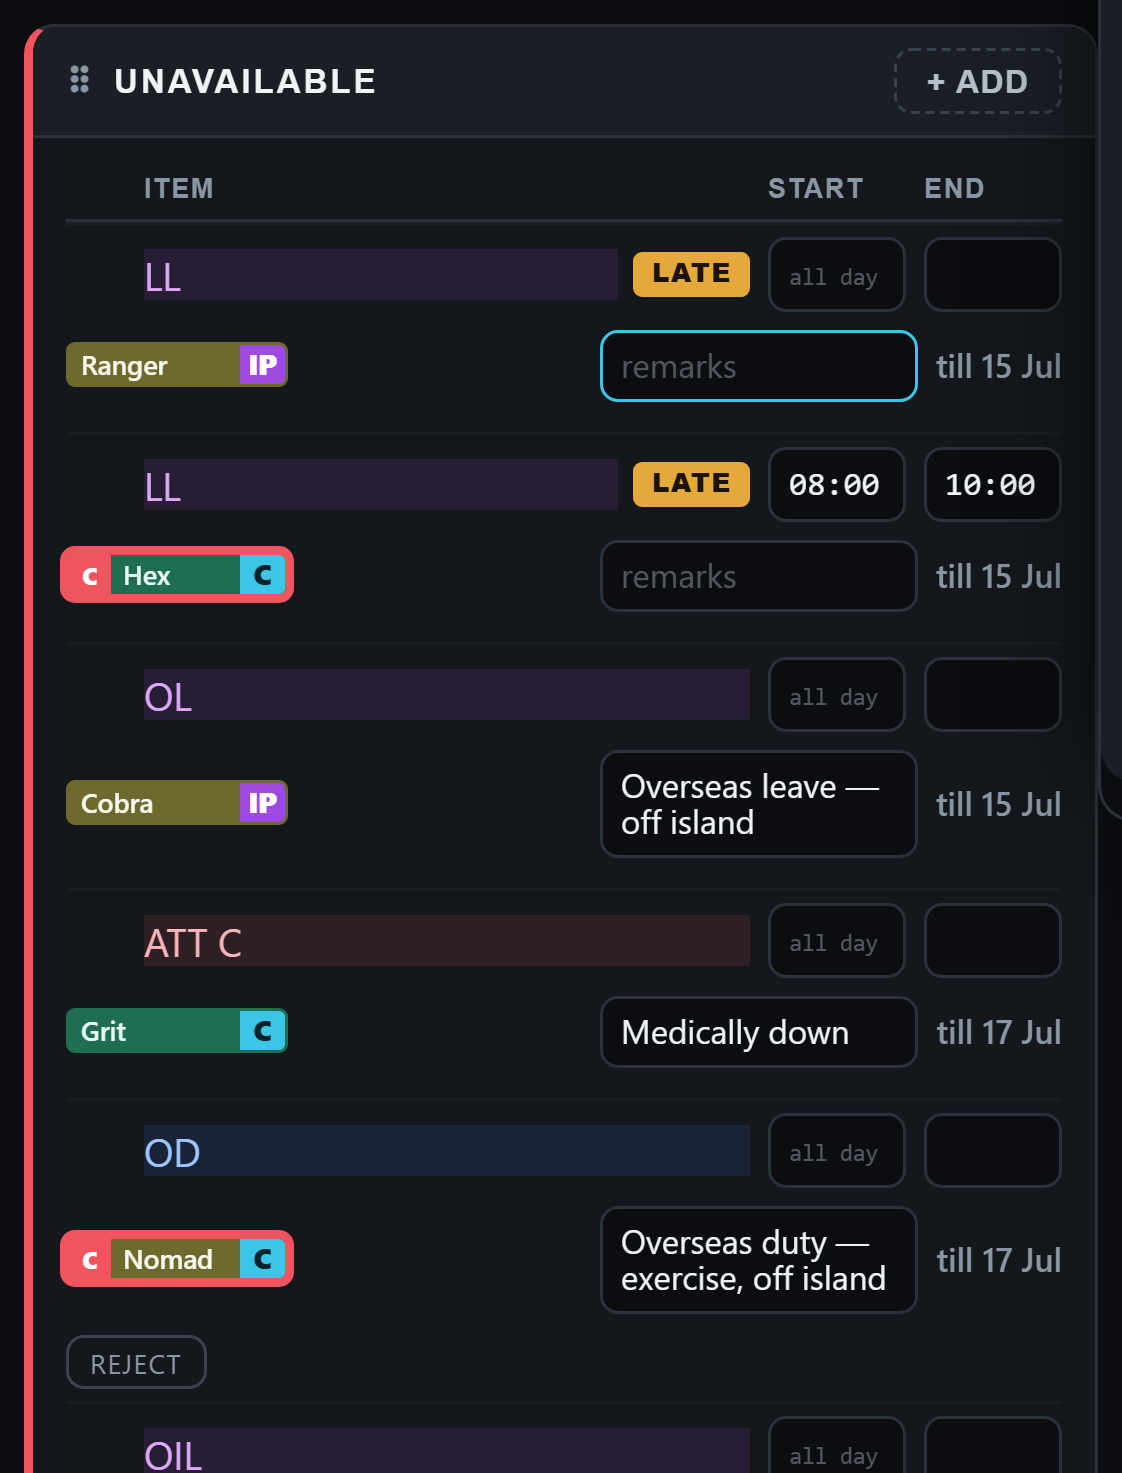 UNAVAILABLE
+ ADD
ITEM START END
LL LATE all day
Ranger IP remarks till 15 Jul
LL LATE 08:00 10:00
C Hex C remarks till 15 Jul
OL all day
Cobra IP Overseas leave — off island till 15 Jul
ATT C all day
Grit C Medically down till 17 Jul
OD all day
C Nomad C Overseas duty — exercise, off island till 17 Jul
REJECT
OIL all day